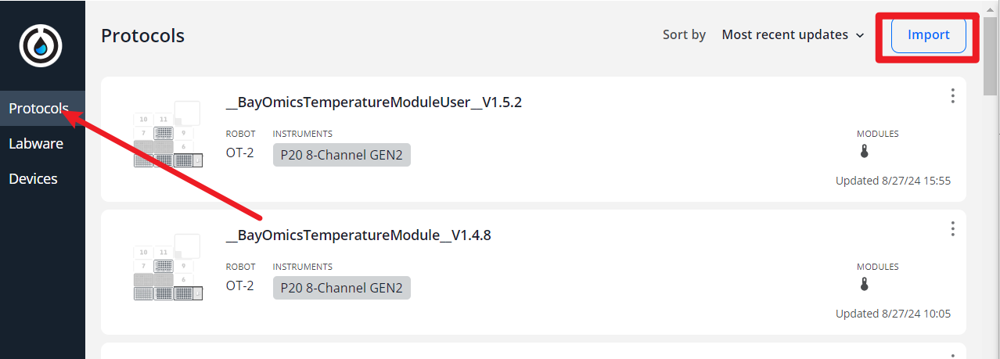 Protocols
Sort by Most recent updates
Import
Protocols
Labware
Devices
__BayOmicsTemperatureModuleUser__V1.5.2
10 11
7 9
6
ROBOT INSTRUMENTS MODULES
OT-2 P20 8-Channel GEN2
Updated 8/27/24 15:55
__BayOmicsTemperatureModule__V1.4.8
10 11
7 9
6
ROBOT INSTRUMENTS MODULES
OT-2 P20 8-Channel GEN2
Updated 8/27/24 10:05